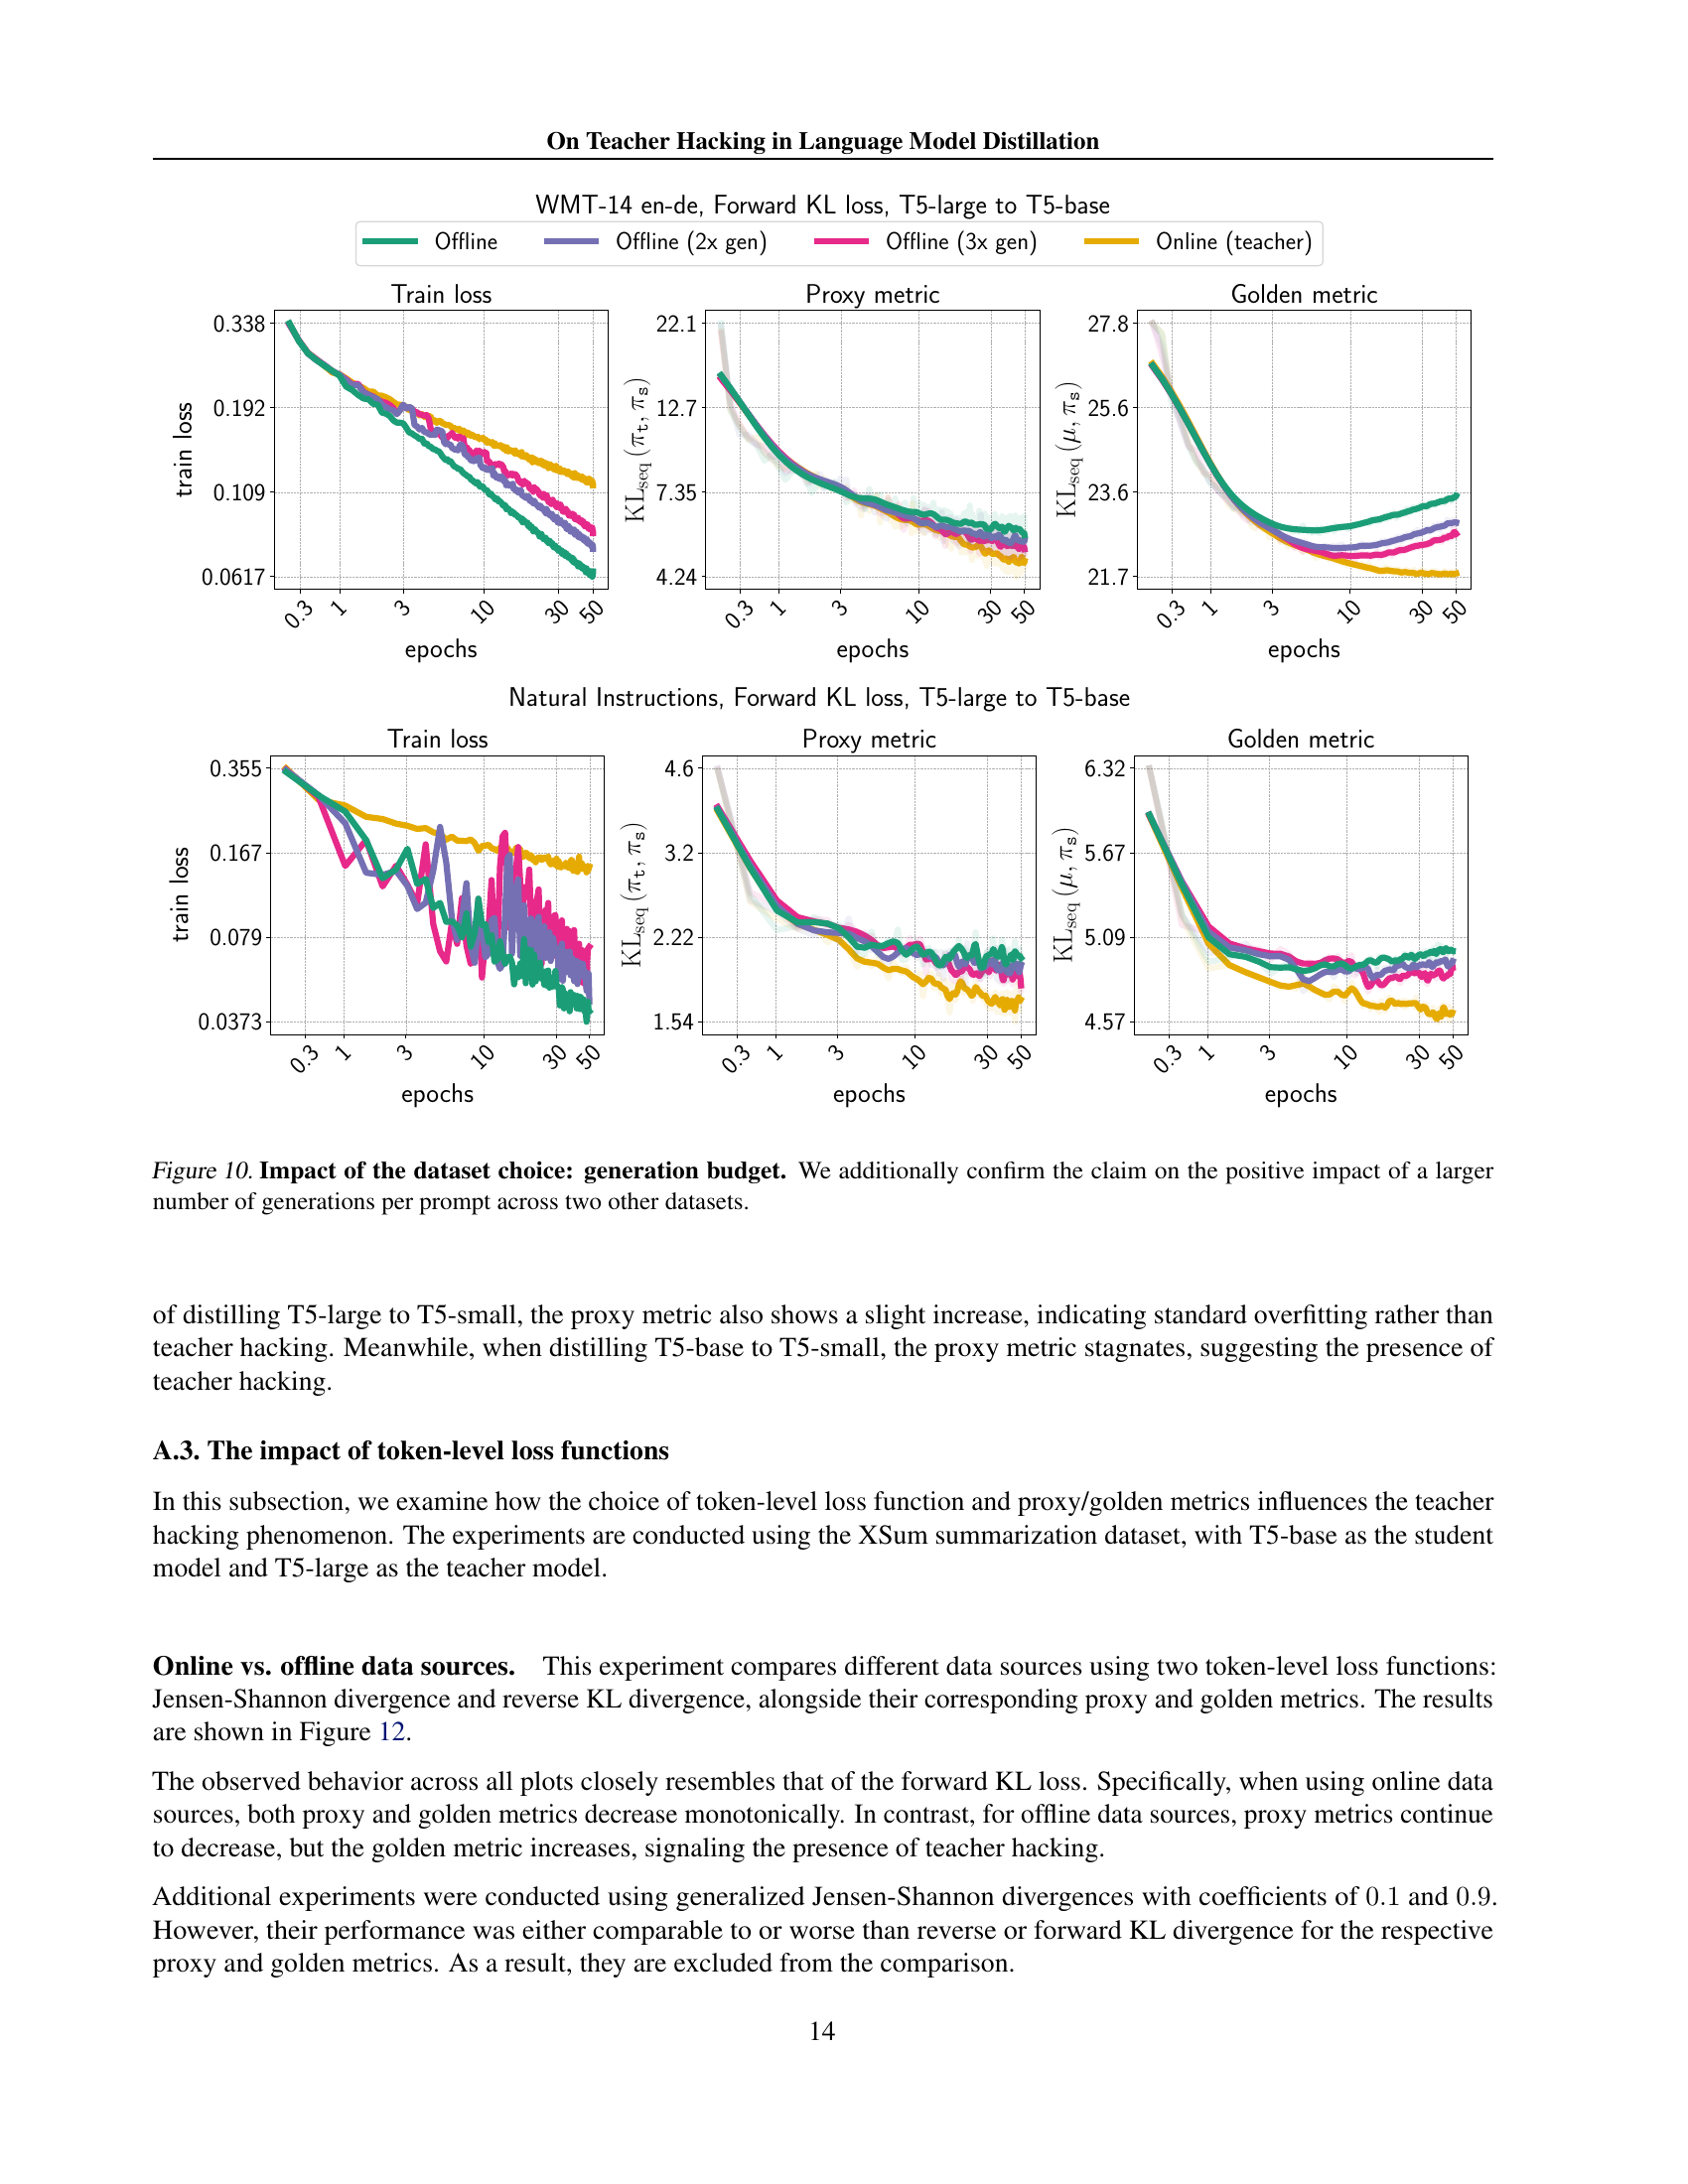 On Teacher Hacking in Language Model Distillation
WMT-14 en-de, Forward KL loss, T5-large to T5-base
Offline Offline (2x gen) Offline (3x gen) Online (teacher)
Train loss
train loss
0.338
0.192
0.109
0.0617
0.3 1 3 10 30 50
epochs
Proxy metric
KL_seq(π_t, π_s)
22.1
12.7
7.35
4.24
0.3 1 3 10 30 50
epochs
Golden metric
KL_seq(μ, π_s)
27.8
25.6
23.6
21.7
0.3 1 3 10 30 50
epochs
Natural Instructions, Forward KL loss, T5-large to T5-base
Train loss
train loss
0.355
0.167
0.079
0.0373
0.3 1 3 10 30 50
epochs
Proxy metric
KL_seq(π_t, π_s)
4.6
3.2
2.22
1.54
0.3 1 3 10 30 50
epochs
Golden metric
KL_seq(μ, π_s)
6.32
5.67
5.09
4.57
0.3 1 3 10 30 50
epochs
Figure 10. Impact of the dataset choice: generation budget. We additionally confirm the claim on the positive impact of a larger
number of generations per prompt across two other datasets.
of distilling T5-large to T5-small, the proxy metric also shows a slight increase, indicating standard overfitting rather than
teacher hacking. Meanwhile, when distilling T5-base to T5-small, the proxy metric stagnates, suggesting the presence of
teacher hacking.
A.3. The impact of token-level loss functions
In this subsection, we examine how the choice of token-level loss function and proxy/golden metrics influences the teacher
hacking phenomenon. The experiments are conducted using the XSum summarization dataset, with T5-base as the student
model and T5-large as the teacher model.
Online vs. offline data sources. This experiment compares different data sources using two token-level loss functions:
Jensen-Shannon divergence and reverse KL divergence, alongside their corresponding proxy and golden metrics. The results
are shown in Figure 12.
The observed behavior across all plots closely resembles that of the forward KL loss. Specifically, when using online data
sources, both proxy and golden metrics decrease monotonically. In contrast, for offline data sources, proxy metrics continue
to decrease, but the golden metric increases, signaling the presence of teacher hacking.
Additional experiments were conducted using generalized Jensen-Shannon divergences with coefficients of 0.1 and 0.9.
However, their performance was either comparable to or worse than reverse or forward KL divergence for the respective
proxy and golden metrics. As a result, they are excluded from the comparison.
14